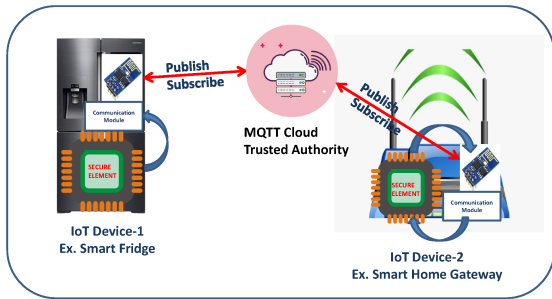 Publish
Subscribe
Communication
Module
SECURE
ELEMENT
IoT Device-1
Ex. Smart Fridge
MQTT Cloud
Trusted Authority
Publish
Subscribe
SECURE
ELEMENT
Communication
Module
IoT Device-2
Ex. Smart Home Gateway